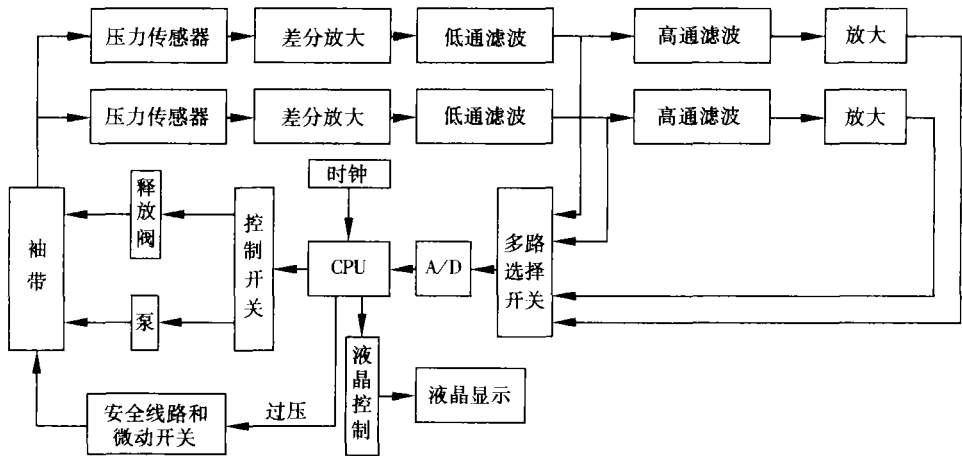 压力传感器
差分放大
低通滤波
高通滤波
放大
压力传感器
差分放大
低通滤波
高通滤波
放大
时钟
释放阀
控制开关
袖带
泵
CPU
A/D
多路
选择
开关
液晶控制
液晶显示
过压
安全线路和
微动开关